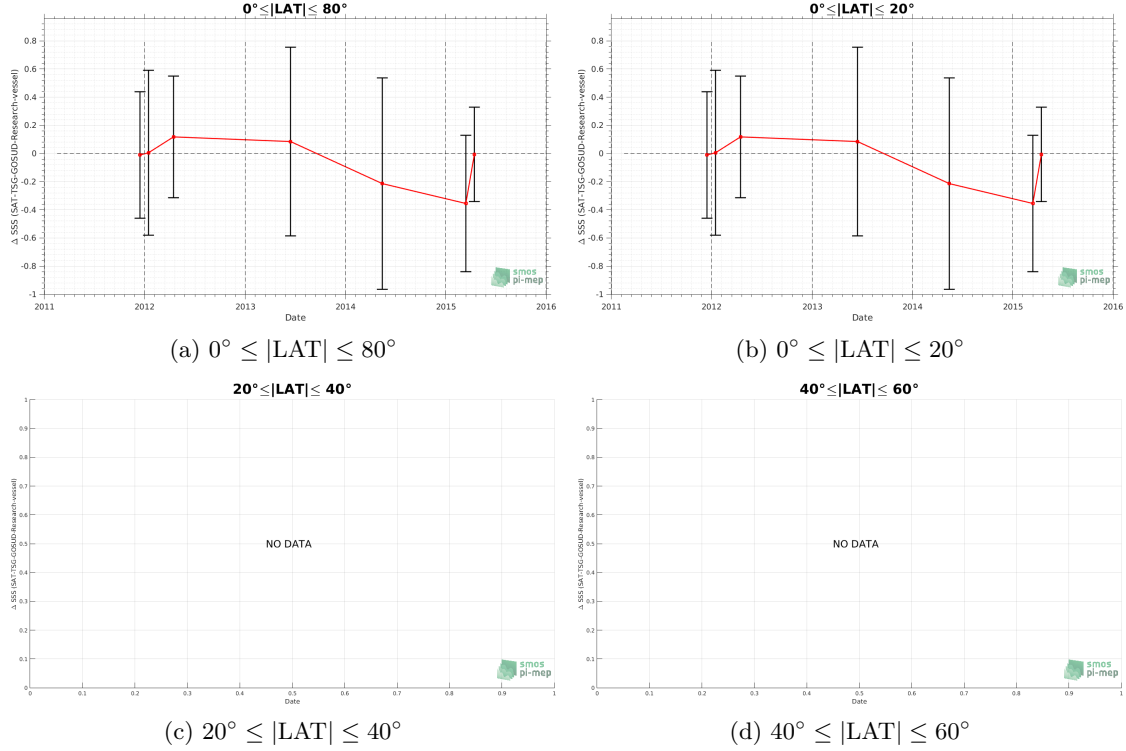 0°≤|LAT|≤ 80°
Δ SSS (SAT-TSG-GOSUD-Research-vessel)
0.8
0.6
0.4
0.2
0
-0.2
-0.4
-0.6
-0.8
-1
2011 2012 2013 2014 2015 2016
Date
smos
pi-mep
(a) 0° ≤ |LAT| ≤ 80°
0°≤|LAT|≤ 20°
Δ SSS (SAT-TSG-GOSUD-Research-vessel)
0.8
0.6
0.4
0.2
0
-0.2
-0.4
-0.6
-0.8
-1
2011 2012 2013 2014 2015 2016
Date
smos
pi-mep
(b) 0° ≤ |LAT| ≤ 20°
20°≤|LAT|≤ 40°
Δ SSS (SAT-TSG-GOSUD-Research-vessel)
1
0.9
0.8
0.7
0.6
0.5
0.4
0.3
0.2
0.1
0
NO DATA
0 0.1 0.2 0.3 0.4 0.5 0.6 0.7 0.8 0.9 1
Date
smos
pi-mep
(c) 20° ≤ |LAT| ≤ 40°
40°≤|LAT|≤ 60°
Δ SSS (SAT-TSG-GOSUD-Research-vessel)
1
0.9
0.8
0.7
0.6
0.5
0.4
0.3
0.2
0.1
0
NO DATA
0 0.1 0.2 0.3 0.4 0.5 0.6 0.7 0.8 0.9 1
Date
smos
pi-mep
(d) 40° ≤ |LAT| ≤ 60°